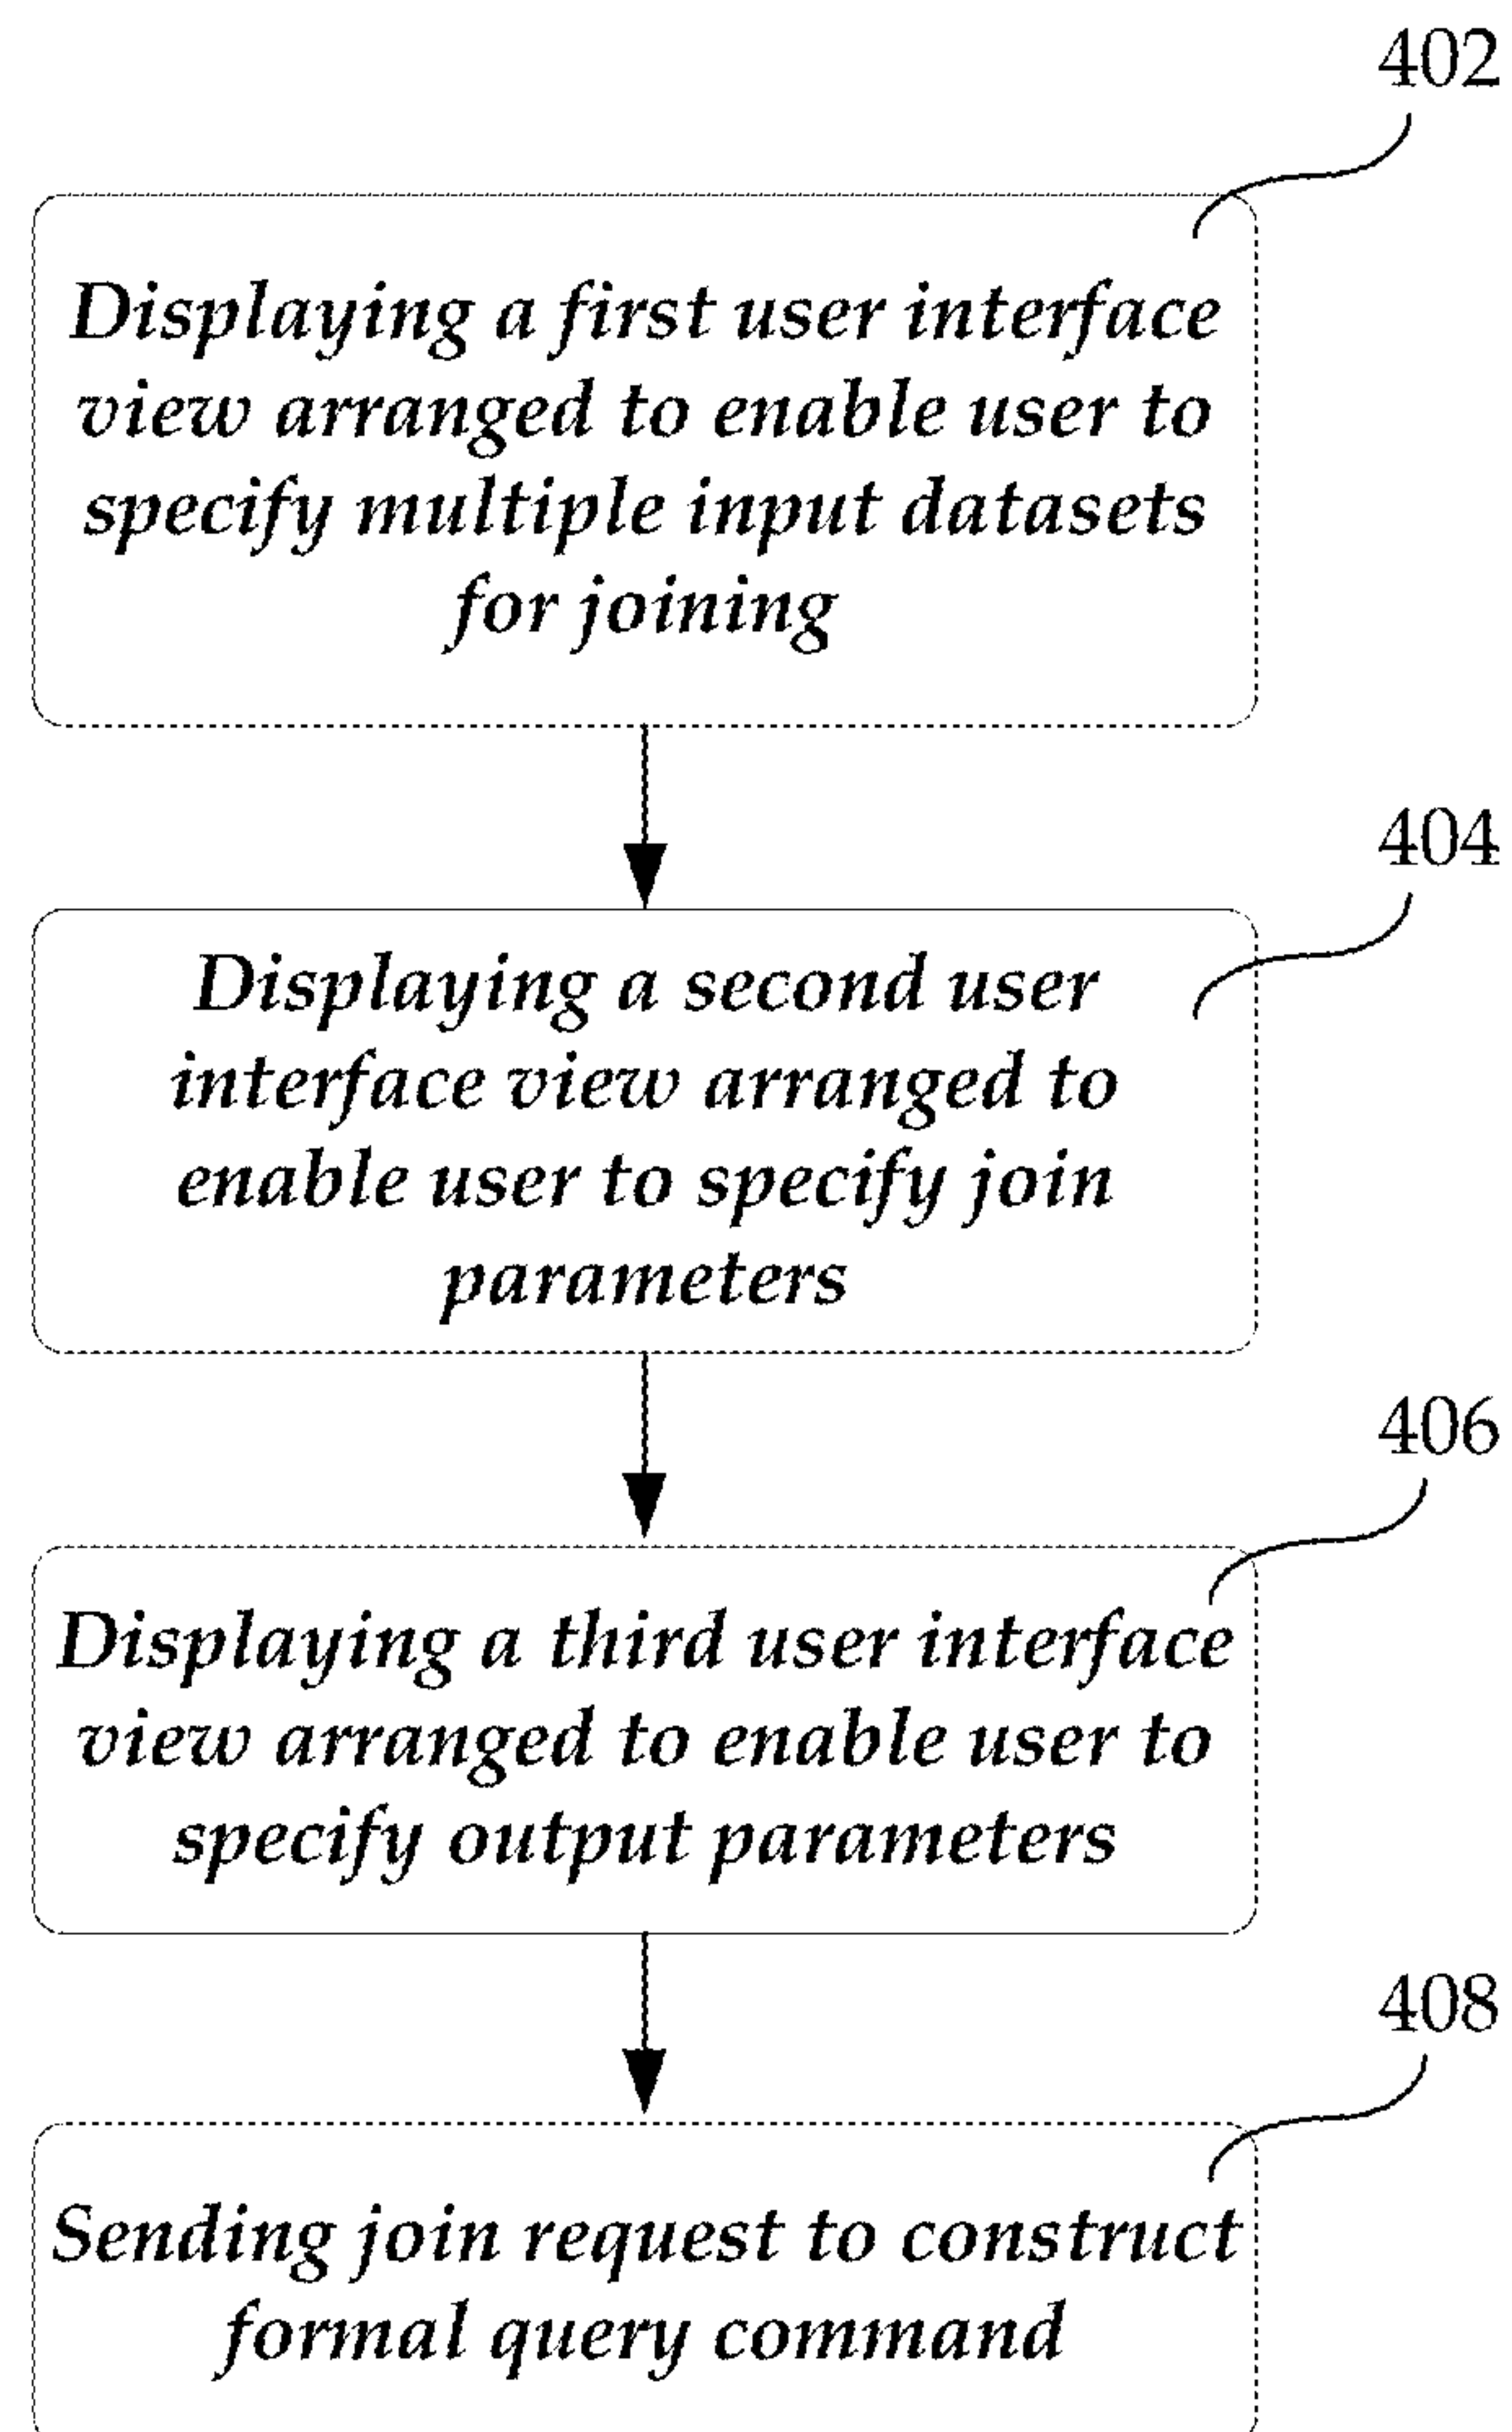 402
Displaying a first user interface
view arranged to enable user to
specify multiple input datasets
for joining
404
Displaying a second user
interface view arranged to
enable user to specify join
parameters
406
Displaying a third user interface
view arranged to enable user to
specify output parameters
408
Sending join request to construct
formal query command